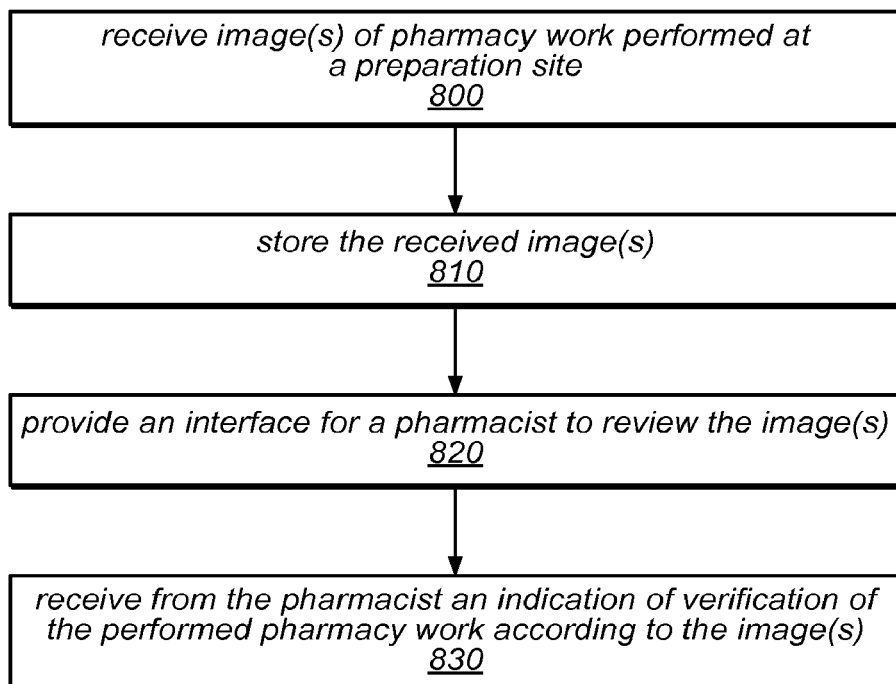 receive image(s) of pharmacy work performed at
a preparation site
800
store the received image(s)
810
provide an interface for a pharmacist to review the image(s)
820
receive from the pharmacist an indication of verification of
the performed pharmacy work according to the image(s)
830